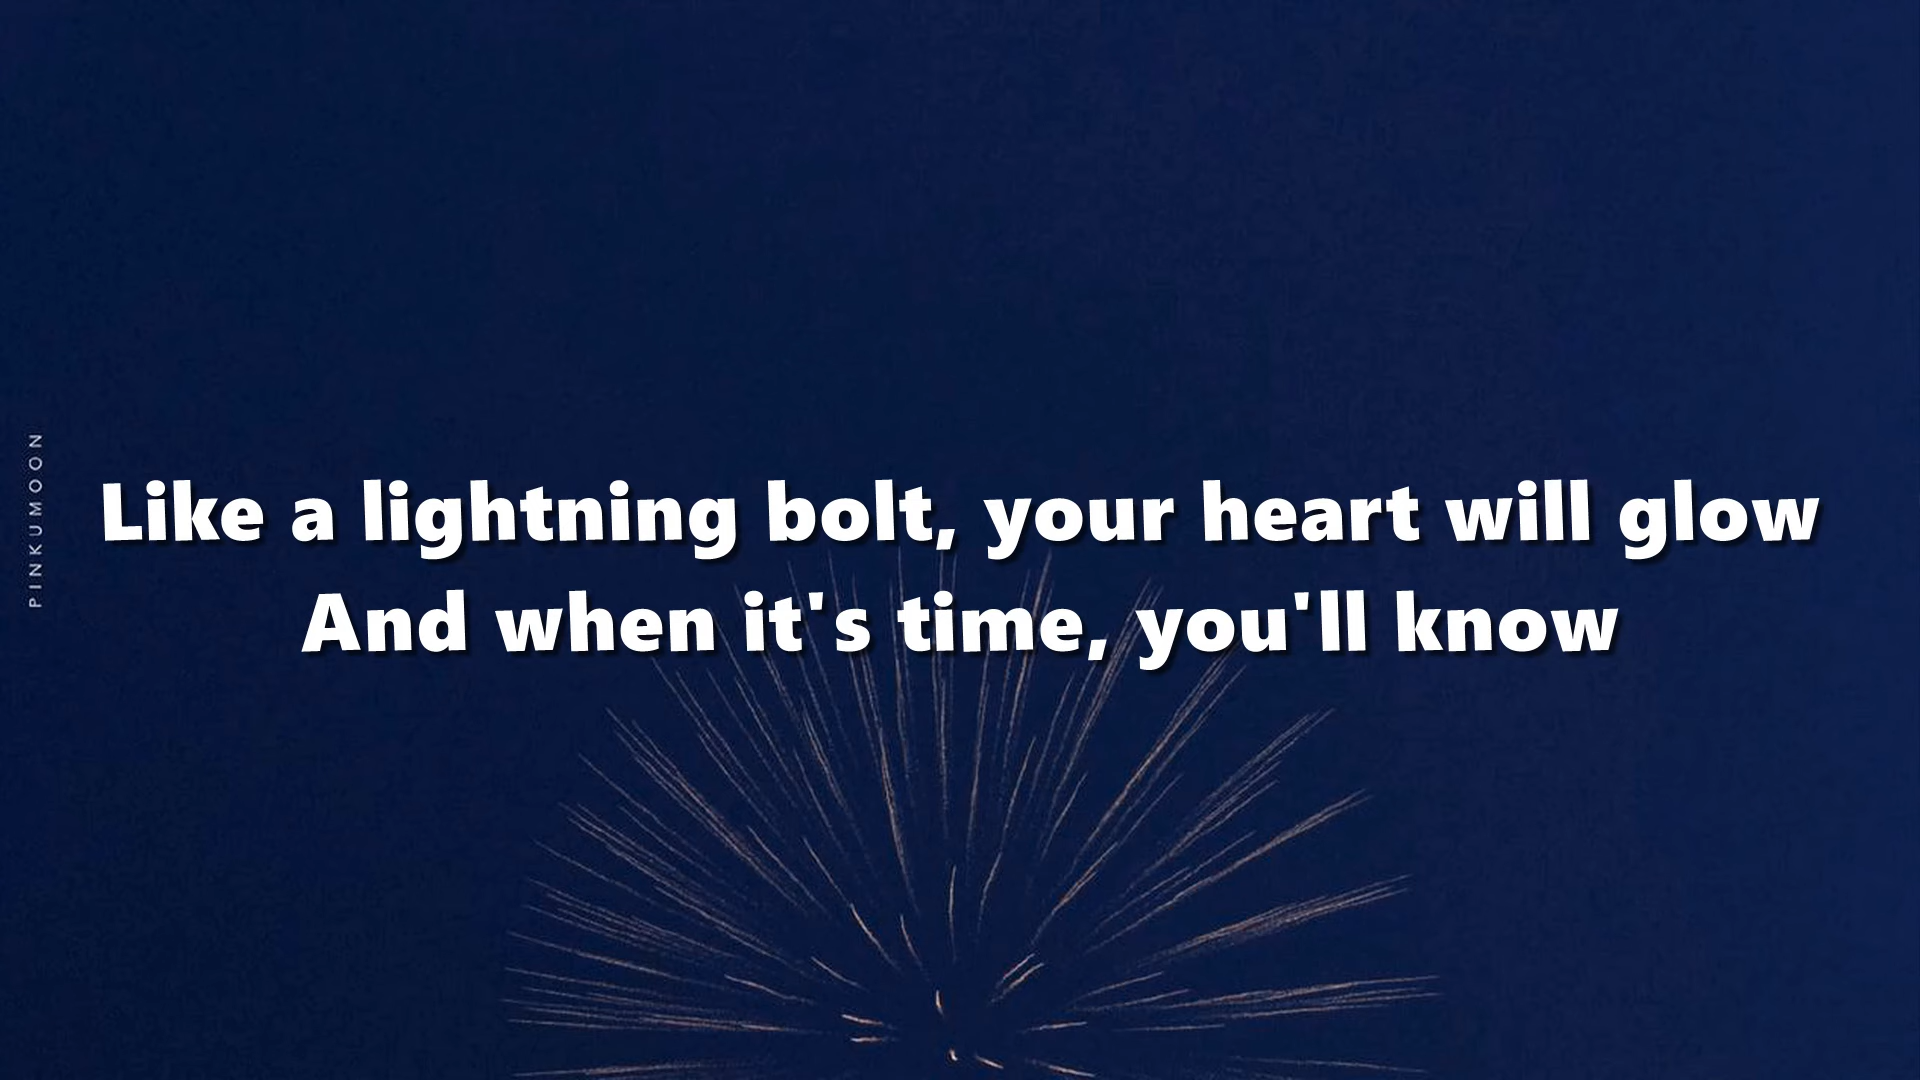 PINKUMOON
Like a lightning bolt, your heart will glow
And when it's time, you'll know